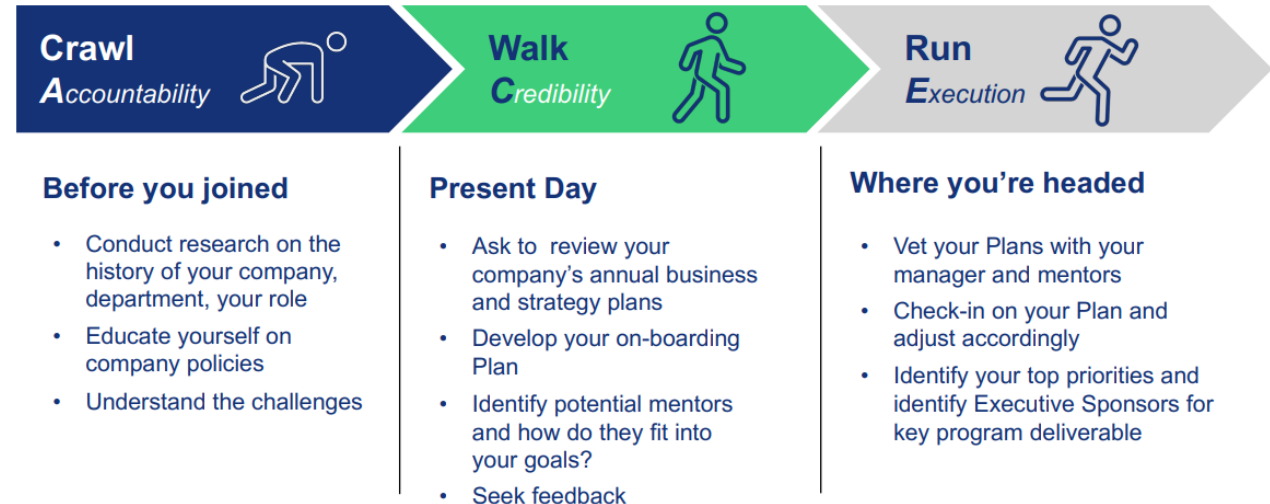 Crawl
Accountability
Walk
Credibility
Run
Execution
Before you joined
• Conduct research on the
history of your company,
department, your role
• Educate yourself on
company policies
• Understand the challenges
Present Day
• Ask to  review your
company’s annual business
and strategy plans
• Develop your on-boarding
Plan
• Identify potential mentors
and how do they fit into
your goals?
• Seek feedback
Where you’re headed
• Vet your Plans with your
manager and mentors
• Check-in on your Plan and
adjust accordingly
• Identify your top priorities and
identify Executive Sponsors for
key program deliverable